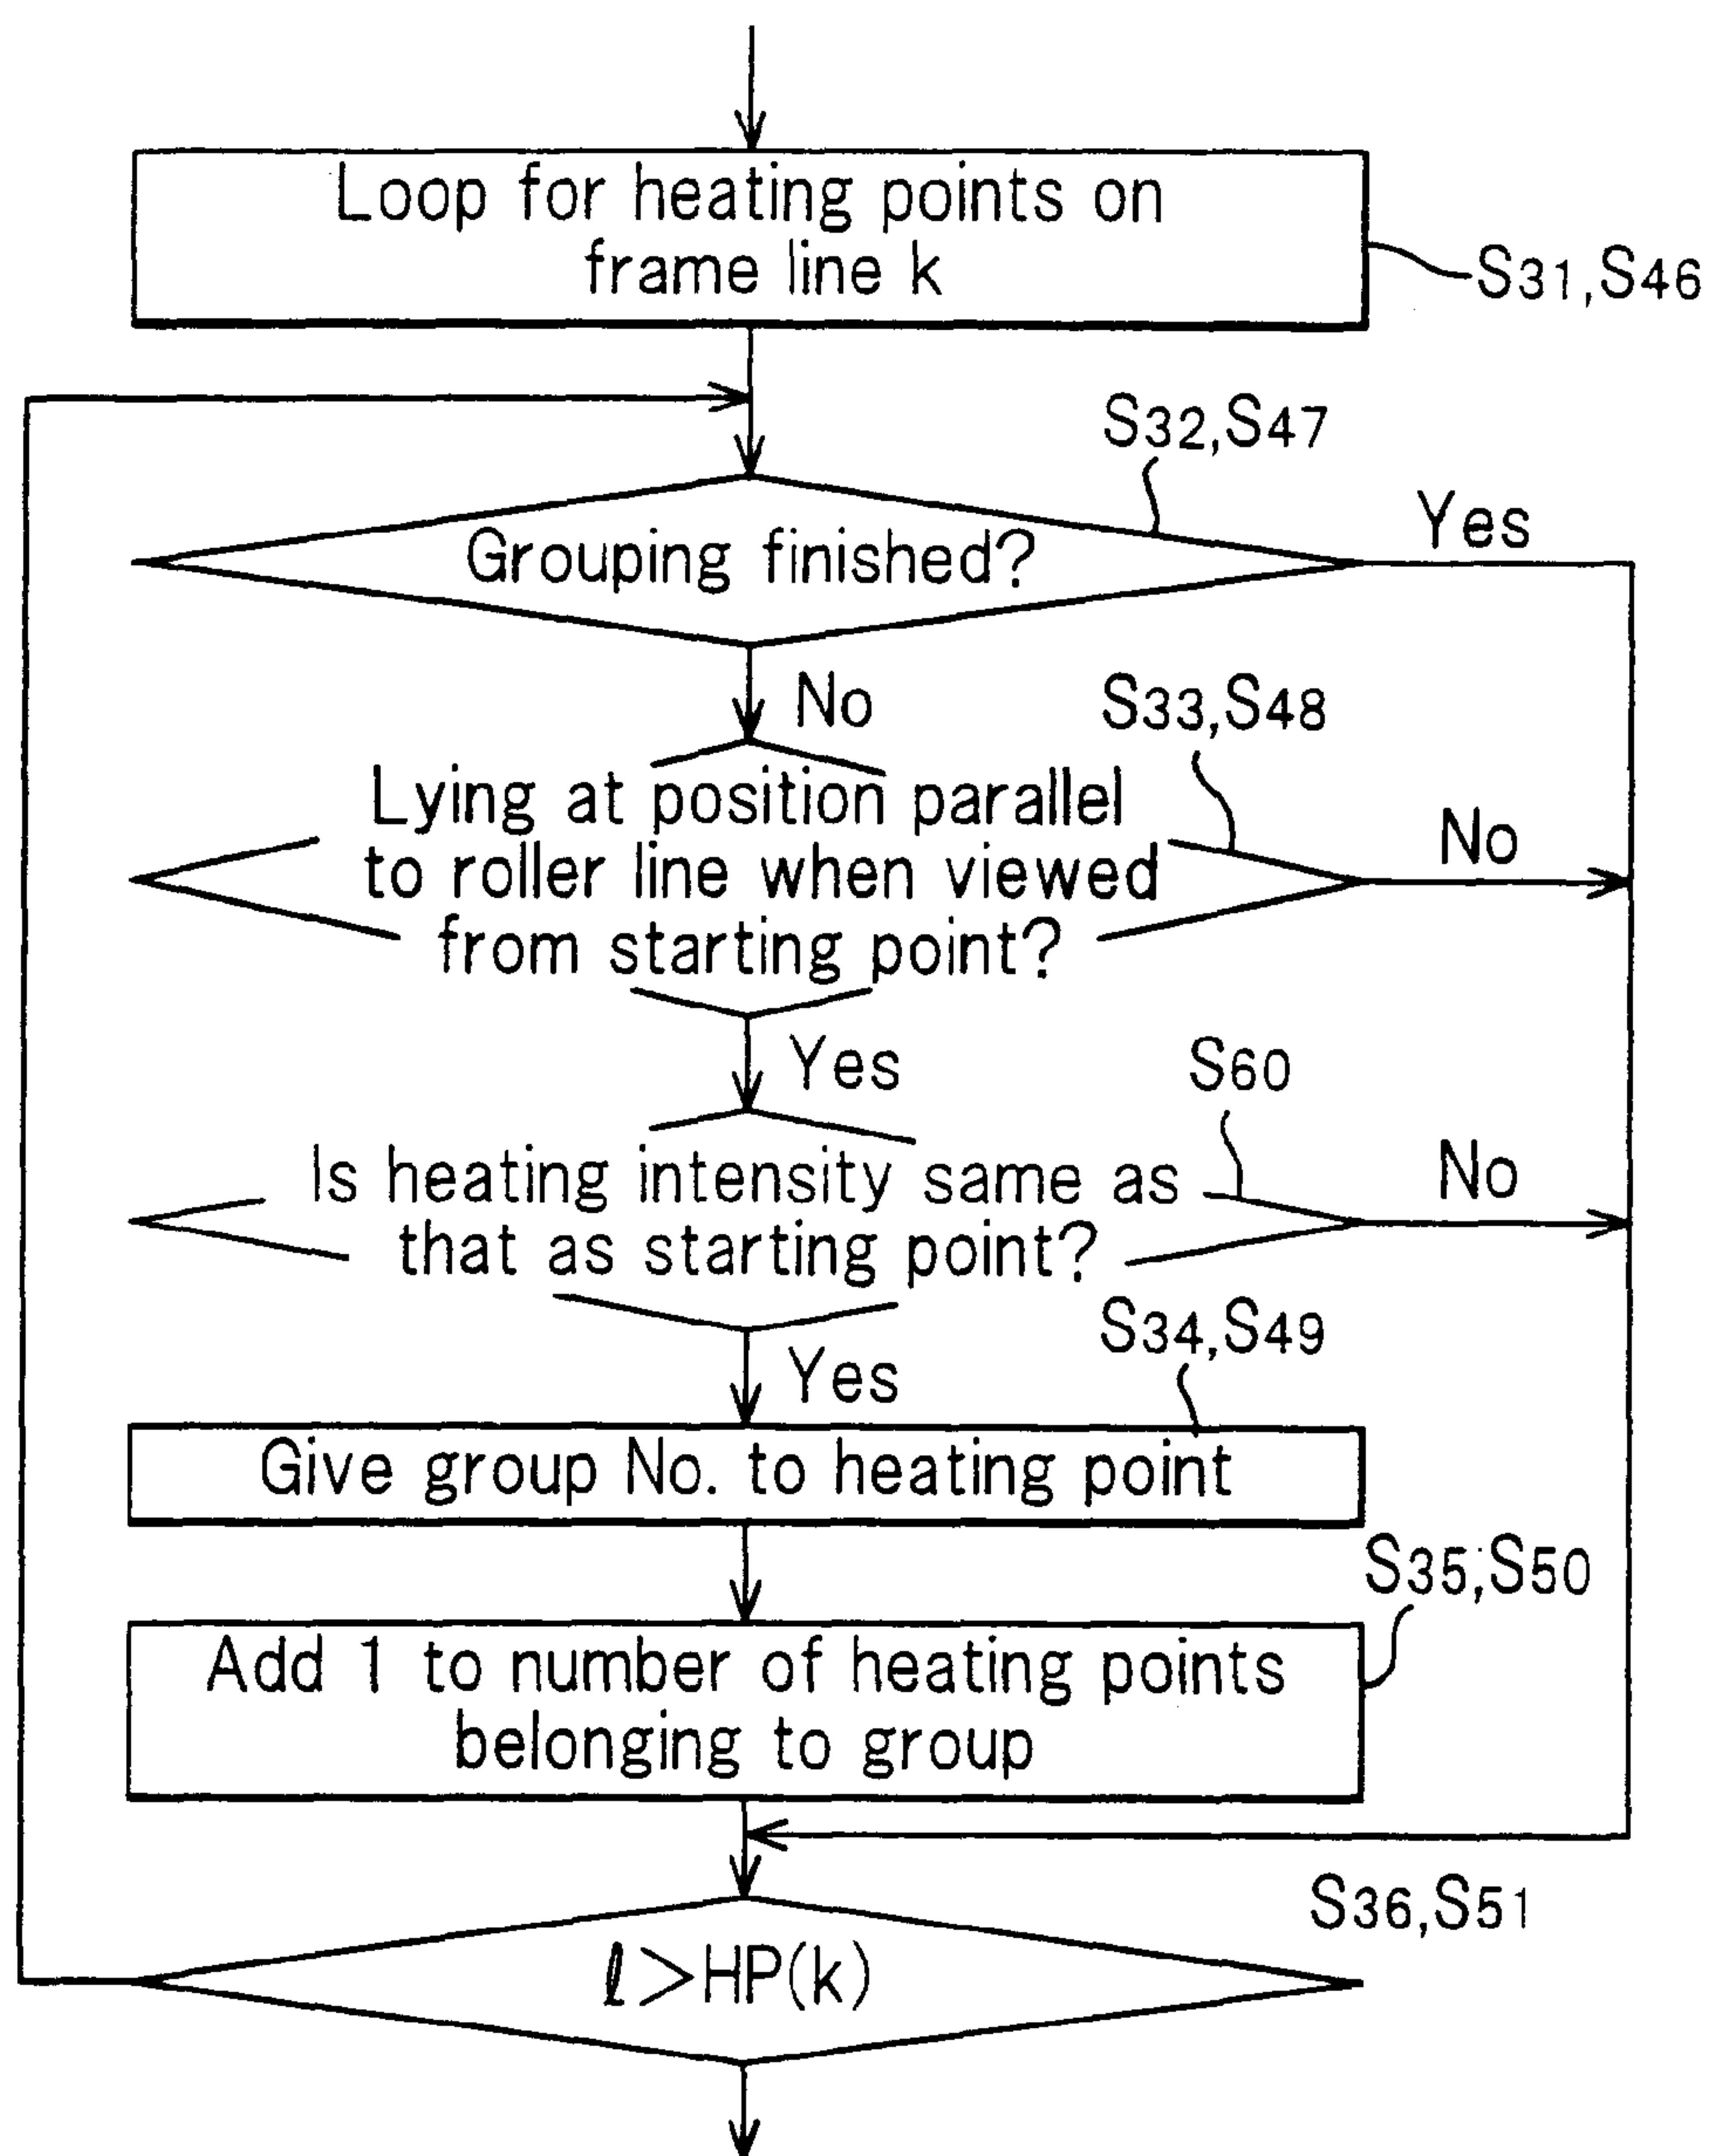 Loop for heating points on
frame line k
S31,S46
S32,S47
Grouping finished?
Yes
No
S33,S48
Lying at position parallel
to roller line when viewed
from starting point?
No
Yes
S60
Is heating intensity same as
that as starting point?
No
Yes
S34,S49
Give group No. to heating point
S35,S50
Add 1 to number of heating points
belonging to group
S36,S51
ℓ>HP(k)